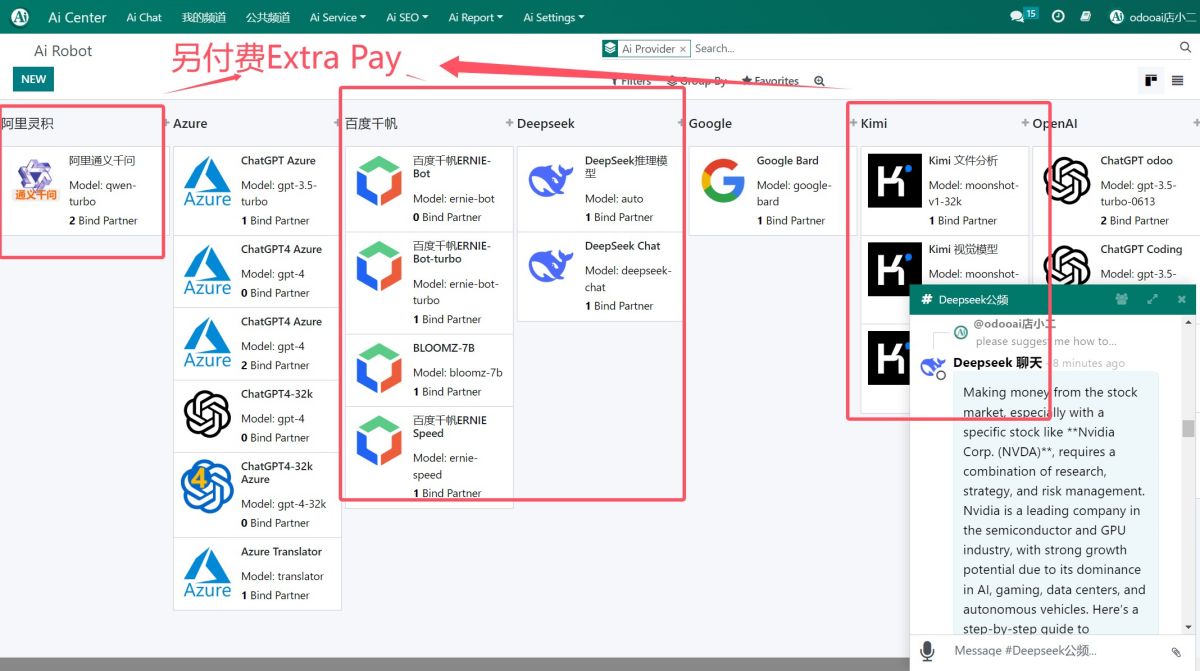 Ai Center
Ai Chat
我的频道
公共频道
Ai Service
Ai SEO
Ai Report
Ai Settings
15
Ai
odooai店小二
Ai Robot
NEW
另付费Extra Pay
Ai Provider ×
Search...
Filters
Group By
Favorites
阿里灵积
阿里通义千问
Model: qwen-
turbo
2 Bind Partner
通义千问
Azure
ChatGPT Azure
Model: gpt-3.5-
turbo
1 Bind Partner
Azure
ChatGPT4 Azure
Model: gpt-4
0 Bind Partner
Azure
ChatGPT4 Azure
Model: gpt-4
2 Bind Partner
Azure
ChatGPT4-32k
Model: gpt-4
0 Bind Partner
4
ChatGPT4-32k
Azure
Model: gpt-4-32k
0 Bind Partner
Azure Translator
Model: translator
1 Bind Partner
Azure
百度千帆
百度千帆ERNIE-
Bot
Model: ernie-bot
0 Bind Partner
百度千帆ERNIE-
Bot-turbo
Model: ernie-bot-
turbo
1 Bind Partner
BLOOMZ-7B
Model: bloomz-7b
1 Bind Partner
百度千帆ERNIE
Speed
Model: ernie-
speed
1 Bind Partner
Deepseek
DeepSeek推理模
型
Model: auto
1 Bind Partner
DeepSeek Chat
Model: deepseek-
chat
1 Bind Partner
Google
Google Bard
Model: google-
bard
1 Bind Partner
Kimi
Kimi 文件分析
Model: moonshot-
v1-32k
1 Bind Partner
Kimi 视觉模型
Model: moonshot-
OpenAI
ChatGPT odoo
Model: gpt-3.5-
turbo-0613
2 Bind Partner
ChatGPT Coding
Model: gpt-3.5-
# Deepseek公频
@odooai店小二
please suggest me how to...
Deepseek 聊天 - 8 minutes ago
Making money from the stock
market, especially with a
specific stock like **Nvidia
Corp. (NVDA)**, requires a
combination of research,
strategy, and risk management.
Nvidia is a leading company in
the semiconductor and GPU
industry, with strong growth
potential due to its dominance
in AI, gaming, data centers, and
autonomous vehicles. Here's a
step-by-step guide to
Message #Deepseek公频...